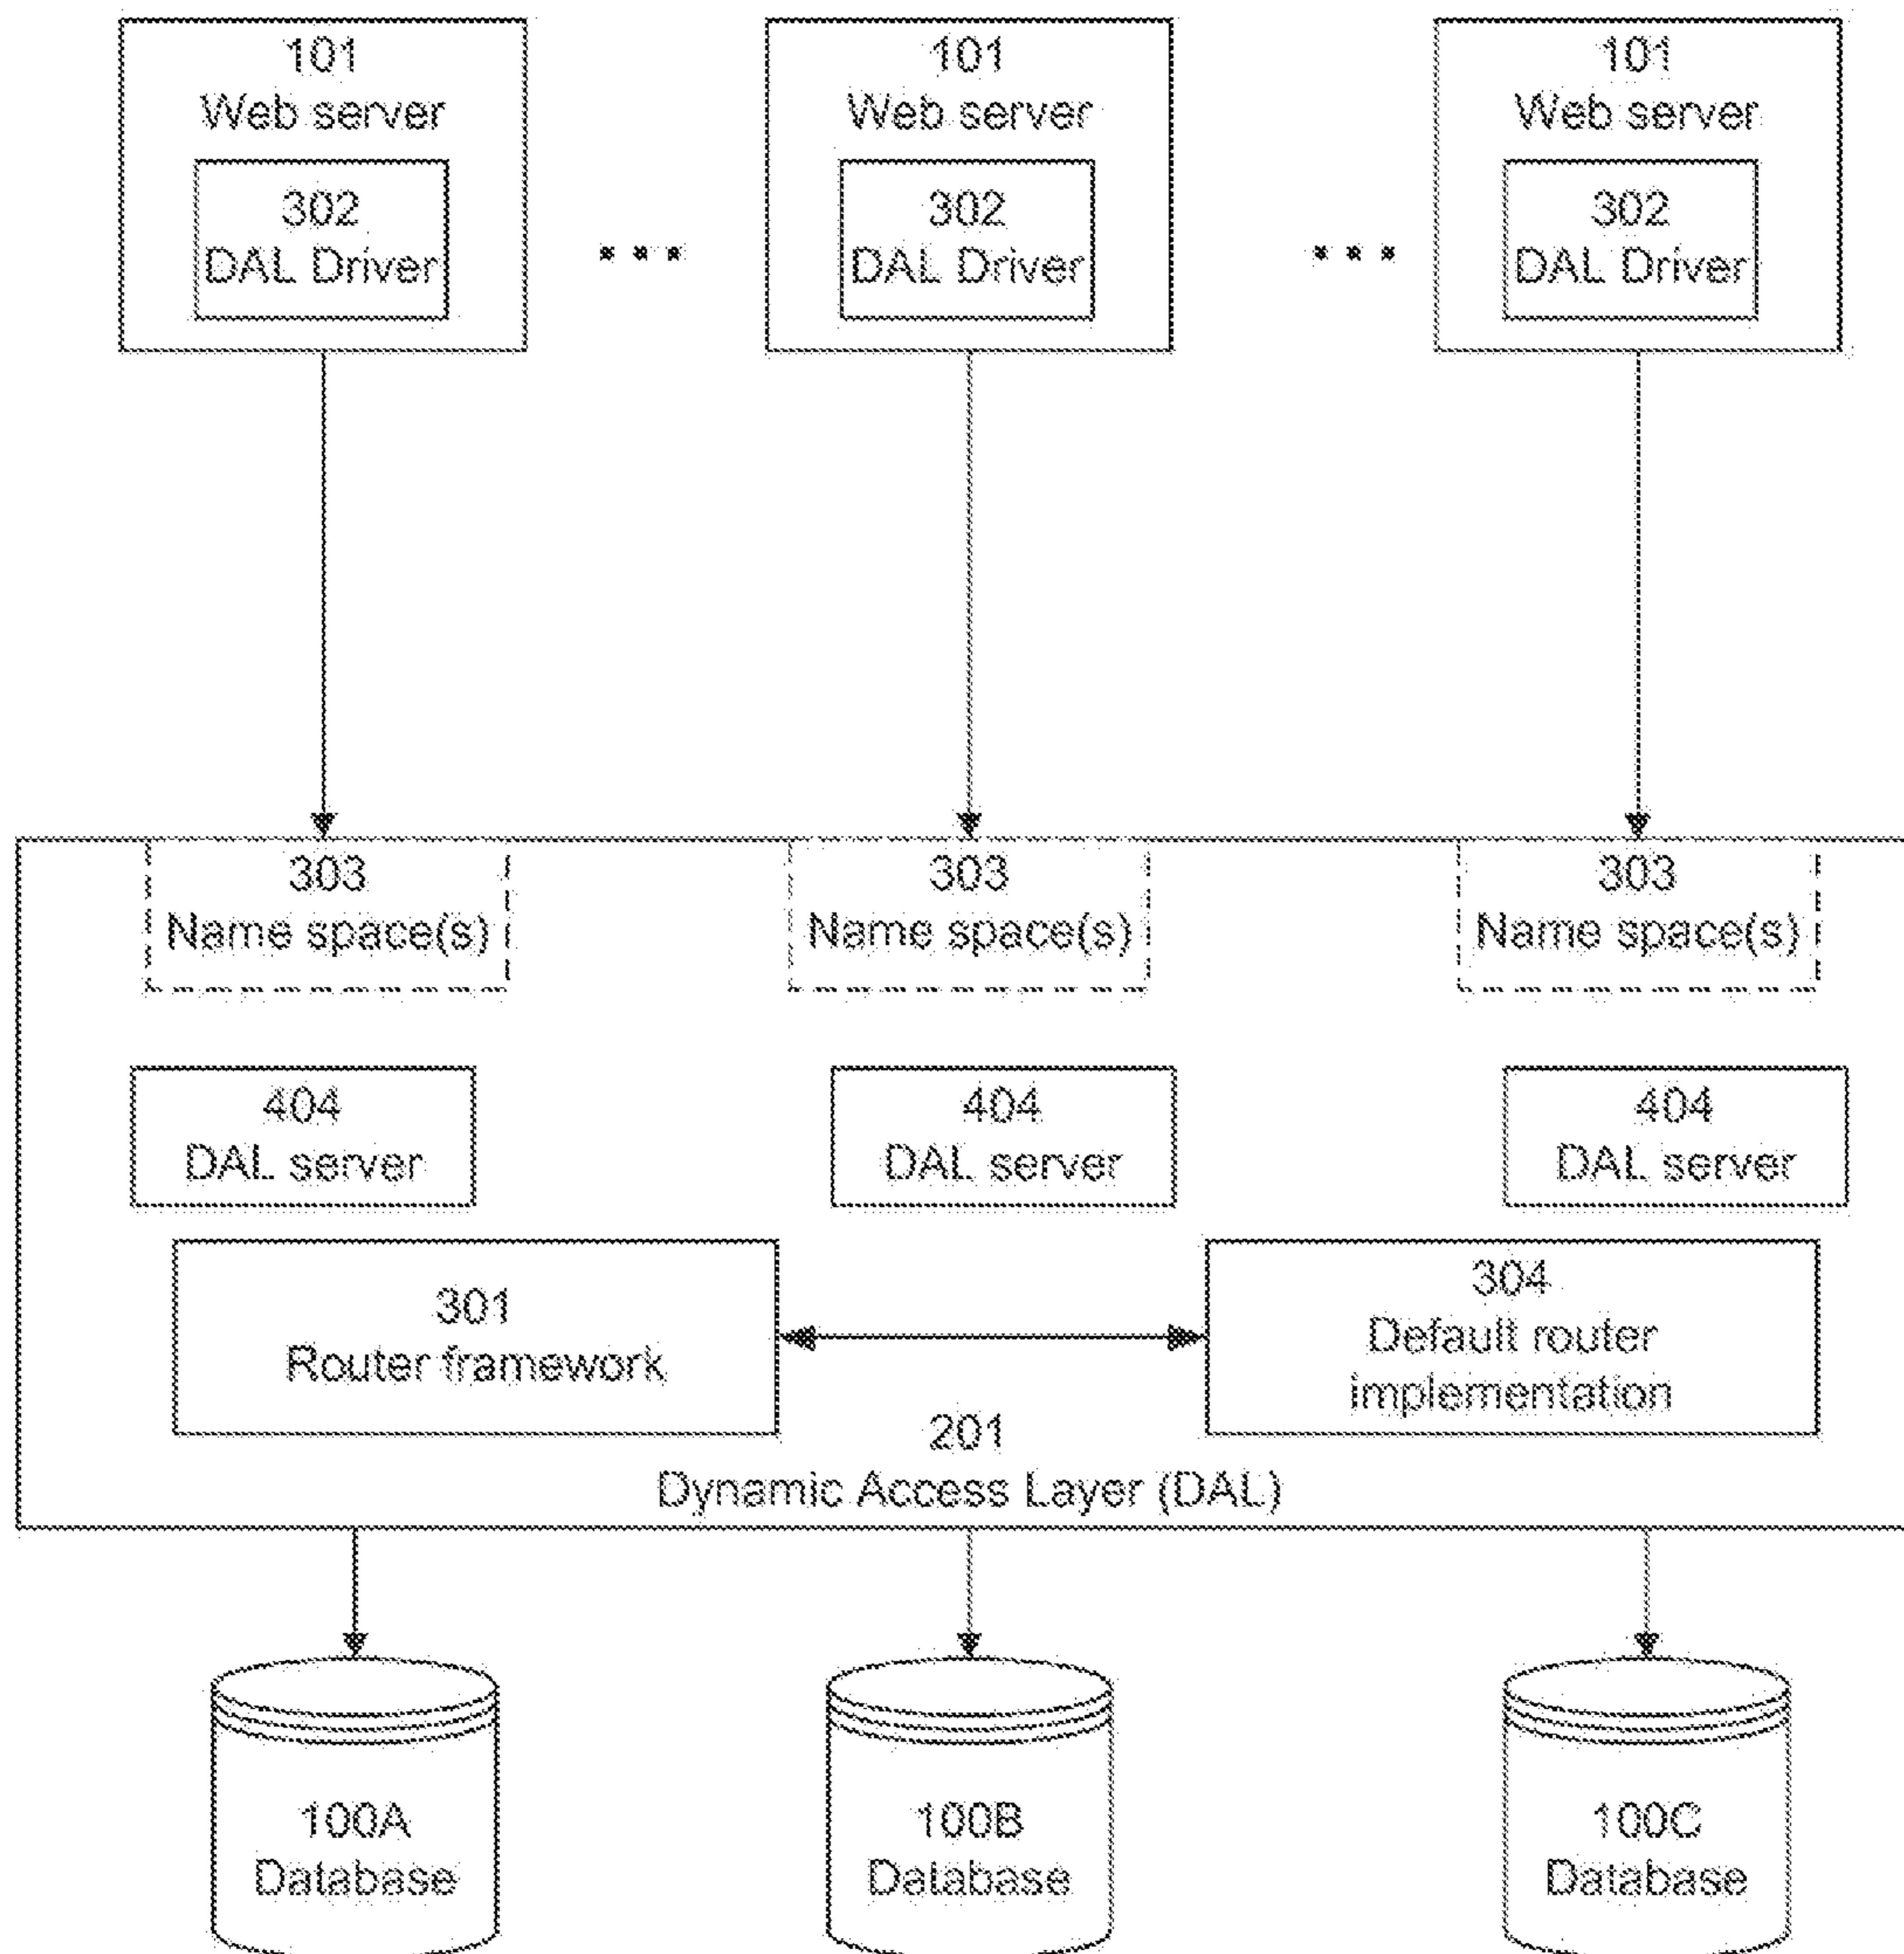 101
Web server
302
DAL Driver
101
Web server
302
DAL Driver
101
Web server
302
DAL Driver
303
Name space(s)
303
Name space(s)
303
Name space(s)
404
DAL server
404
DAL server
404
DAL server
301
Router framework
304
Default router
implementation
201
Dynamic Access Layer (DAL)
100A
Database
100B
Database
100C
Database